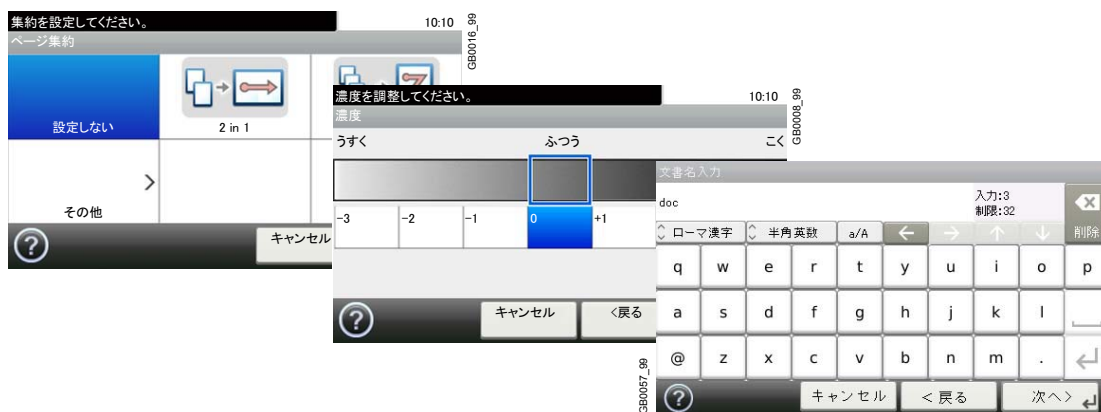 集約を設定してください。
10:10
ページ集約
設定しない
2 in 1
その他
キャンセル
GB0016_99
濃度を調整してください。
10:10
濃度
うすく
ふつう
こく
-3
-2
-1
0
+1
キャンセル
<戻る
GB0008_99
文書名入力
doc
入力:3
制限:32
ローマ漢字
半角英数
a/A
削除
q w e r t y u i o p
a s d f g h j k l
@ z x c v b n m .
キャンセル
< 戻る
次へ >
GB0057_99